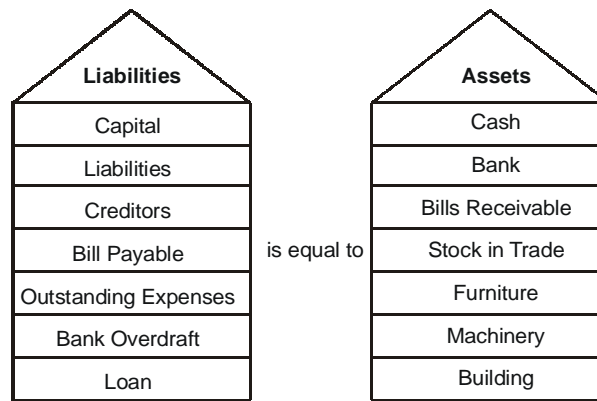 Liabilities
Capital
Liabilities
Creditors
Bill Payable
Outstanding Expenses
Bank Overdraft
Loan
is equal to
Assets
Cash
Bank
Bills Receivable
Stock in Trade
Furniture
Machinery
Building